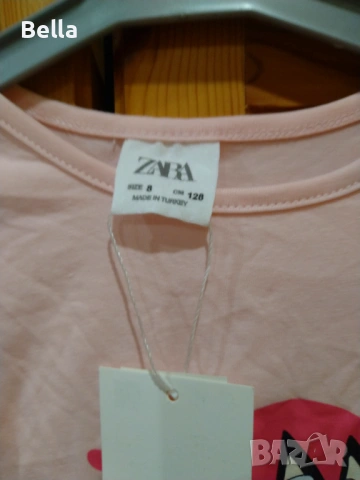 Bella
ZARA
SIZE 8 CM 128
MADE IN TURKEY
BAZAR